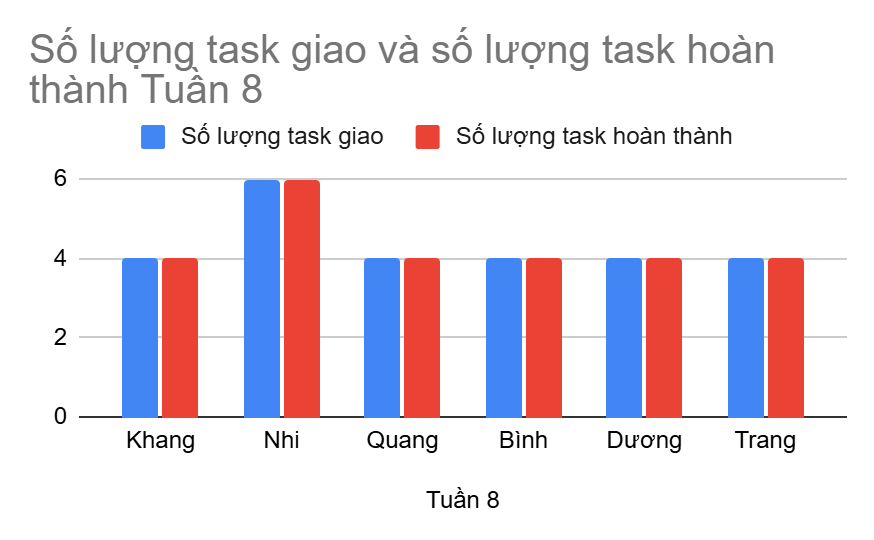 Số lượng task giao và số lượng task hoàn
thành Tuần 8
Số lượng task giao
Số lượng task hoàn thành
6
4
2
0
Khang Nhi Quang Bình Dương Trang
Tuần 8